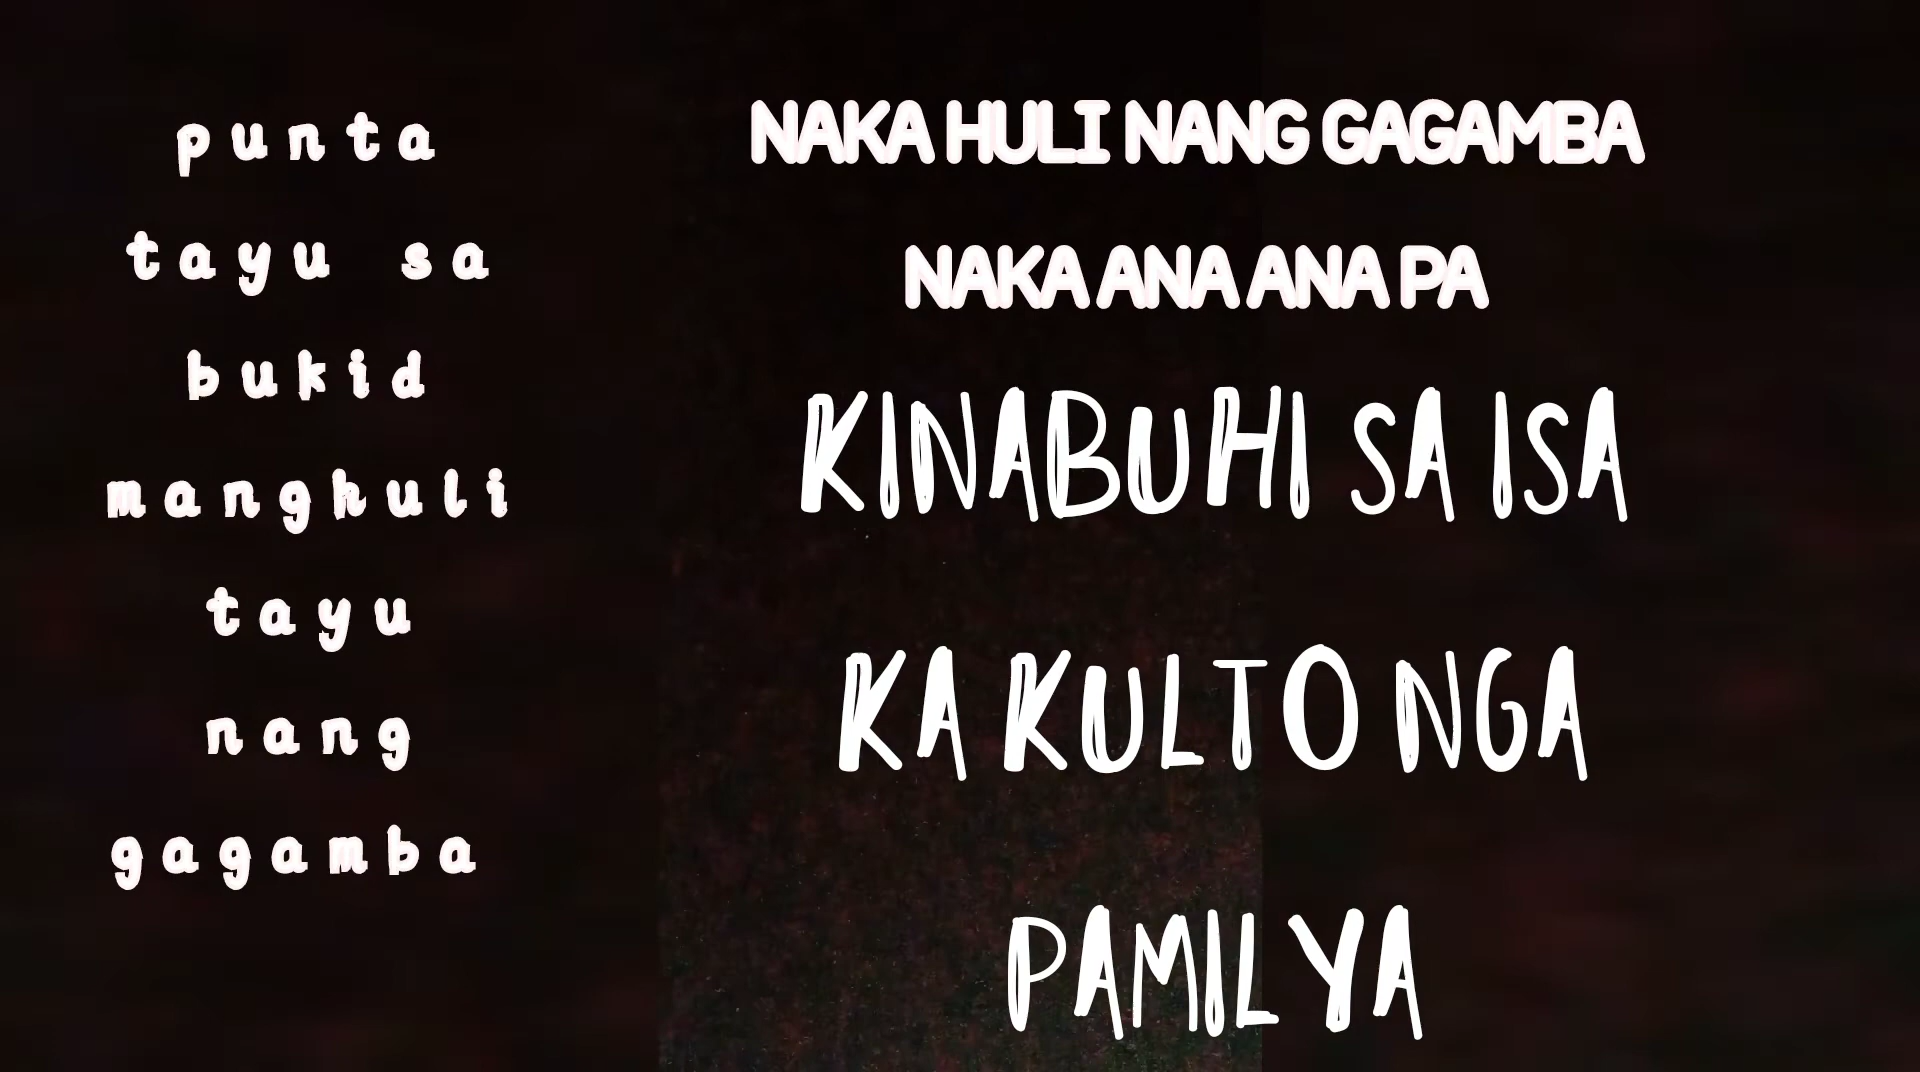 punta
tayu sa
bukid
manghuli
tayu
nang
gagamba
NAKA HULI NANG GAGAMBA
NAKA ANA ANA PA
KINABUHI SA ISA
KA KULTO NGA
PAMILYA